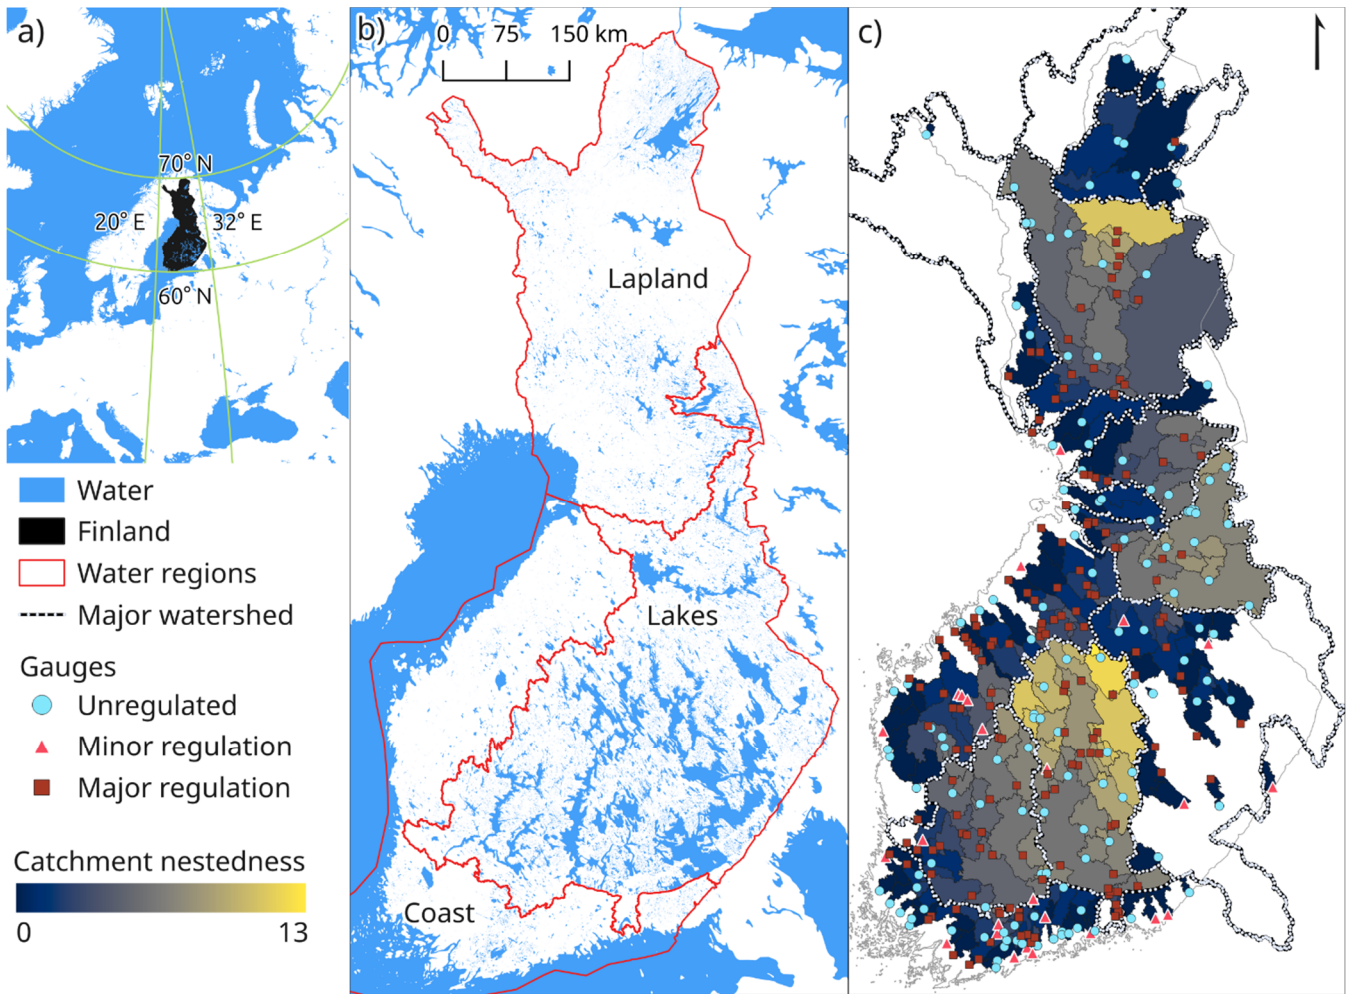 a)
70° N
20° E
32° E
60° N
Water
Finland
Water regions
Major watershed
Gauges
Unregulated
Minor regulation
Major regulation
Catchment nestedness
0
13
b)
0 75 150 km
Lapland
Lakes
Coast
c)